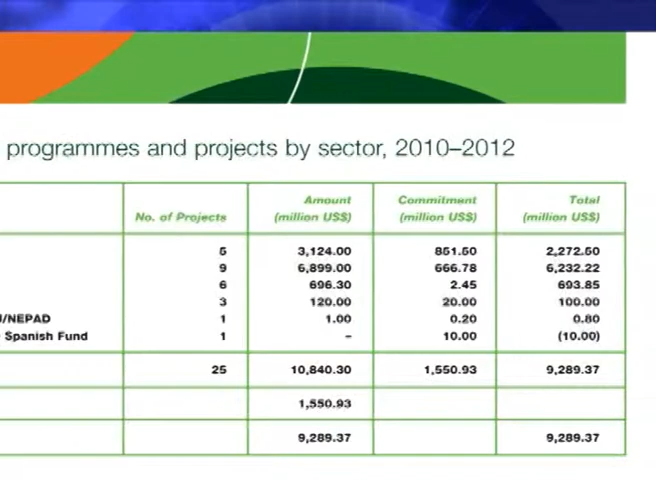 programmes and projects by sector, 2010–2012
No. of Projects Amount (million US$) Commitment (million US$) Total (million US$)
5 3,124.00 851.50 2,272.50
9 6,899.00 666.78 6,232.22
6 696.30 2.45 693.85
3 120.00 20.00 100.00
/NEPAD 1 1.00 0.20 0.80
Spanish Fund 1 – 10.00 (10.00)
25 10,840.30 1,550.93 9,289.37
1,550.93
9,289.37 9,289.37